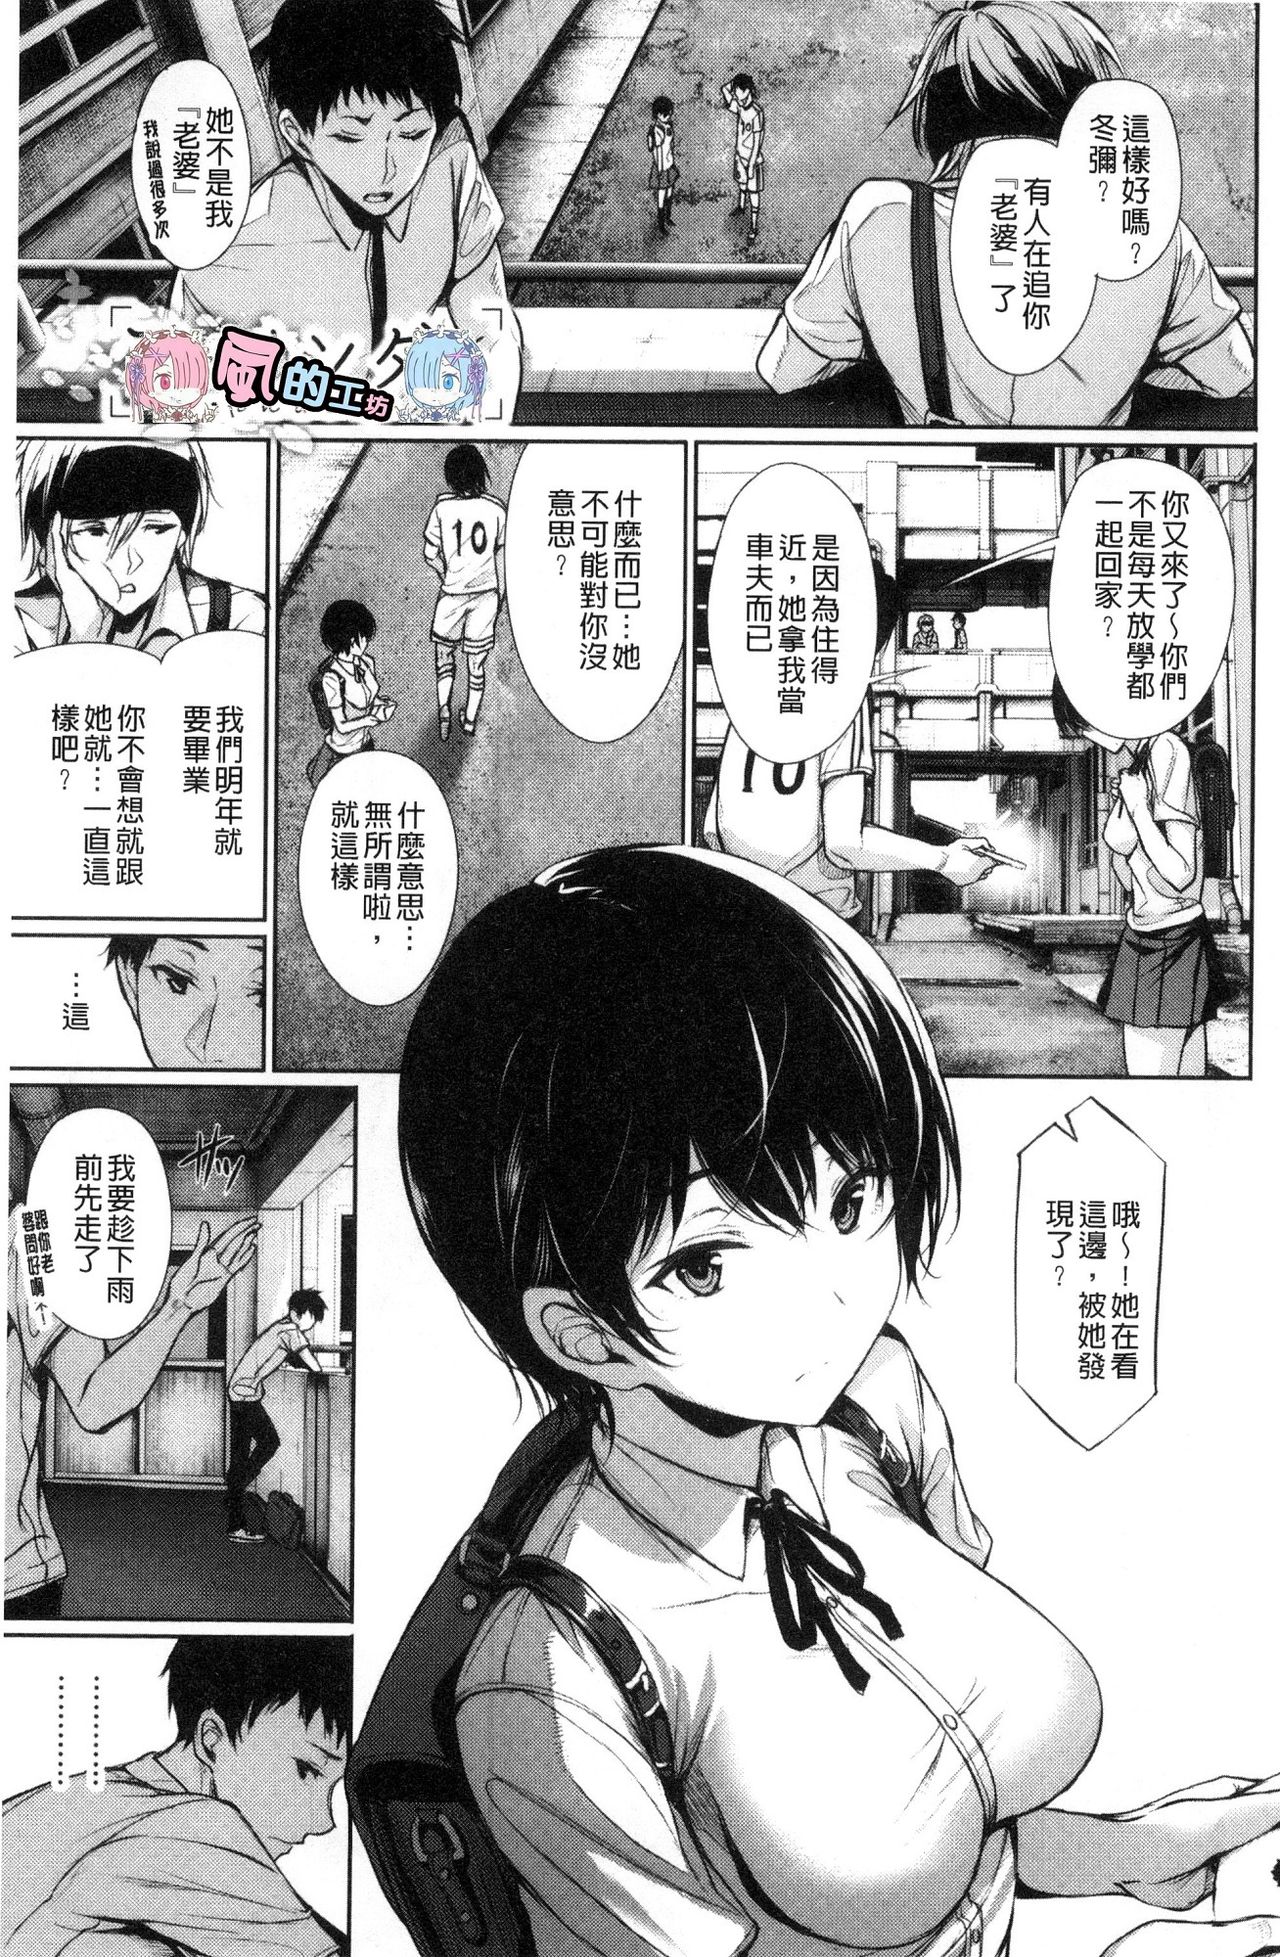 這樣好嗎？
冬彌？
有人在追你
『老婆』了
她不是我
『老婆』
我說過很多次
風的工坊
你又來了～你們
不是每天放學都
一起回家？
是因為住得
近，她拿我當
車夫而已
10
什麼而已…她
不可能對你沒
意思？
10
什麼意思…
無所謂啦，
就這樣
我們明年就
要畢業
你不會想就跟
她就…一直這
樣吧？
…這
哦～！她在看
這邊，被她發
現了？
我要趁下雨
前先走了
跟你老
婆問好啊～
ザッ
………
………